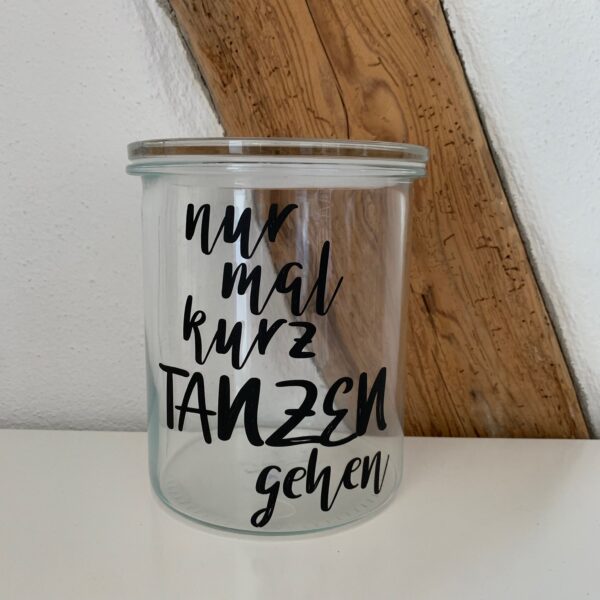 nur
mal
kurz
TANZEN
gehen